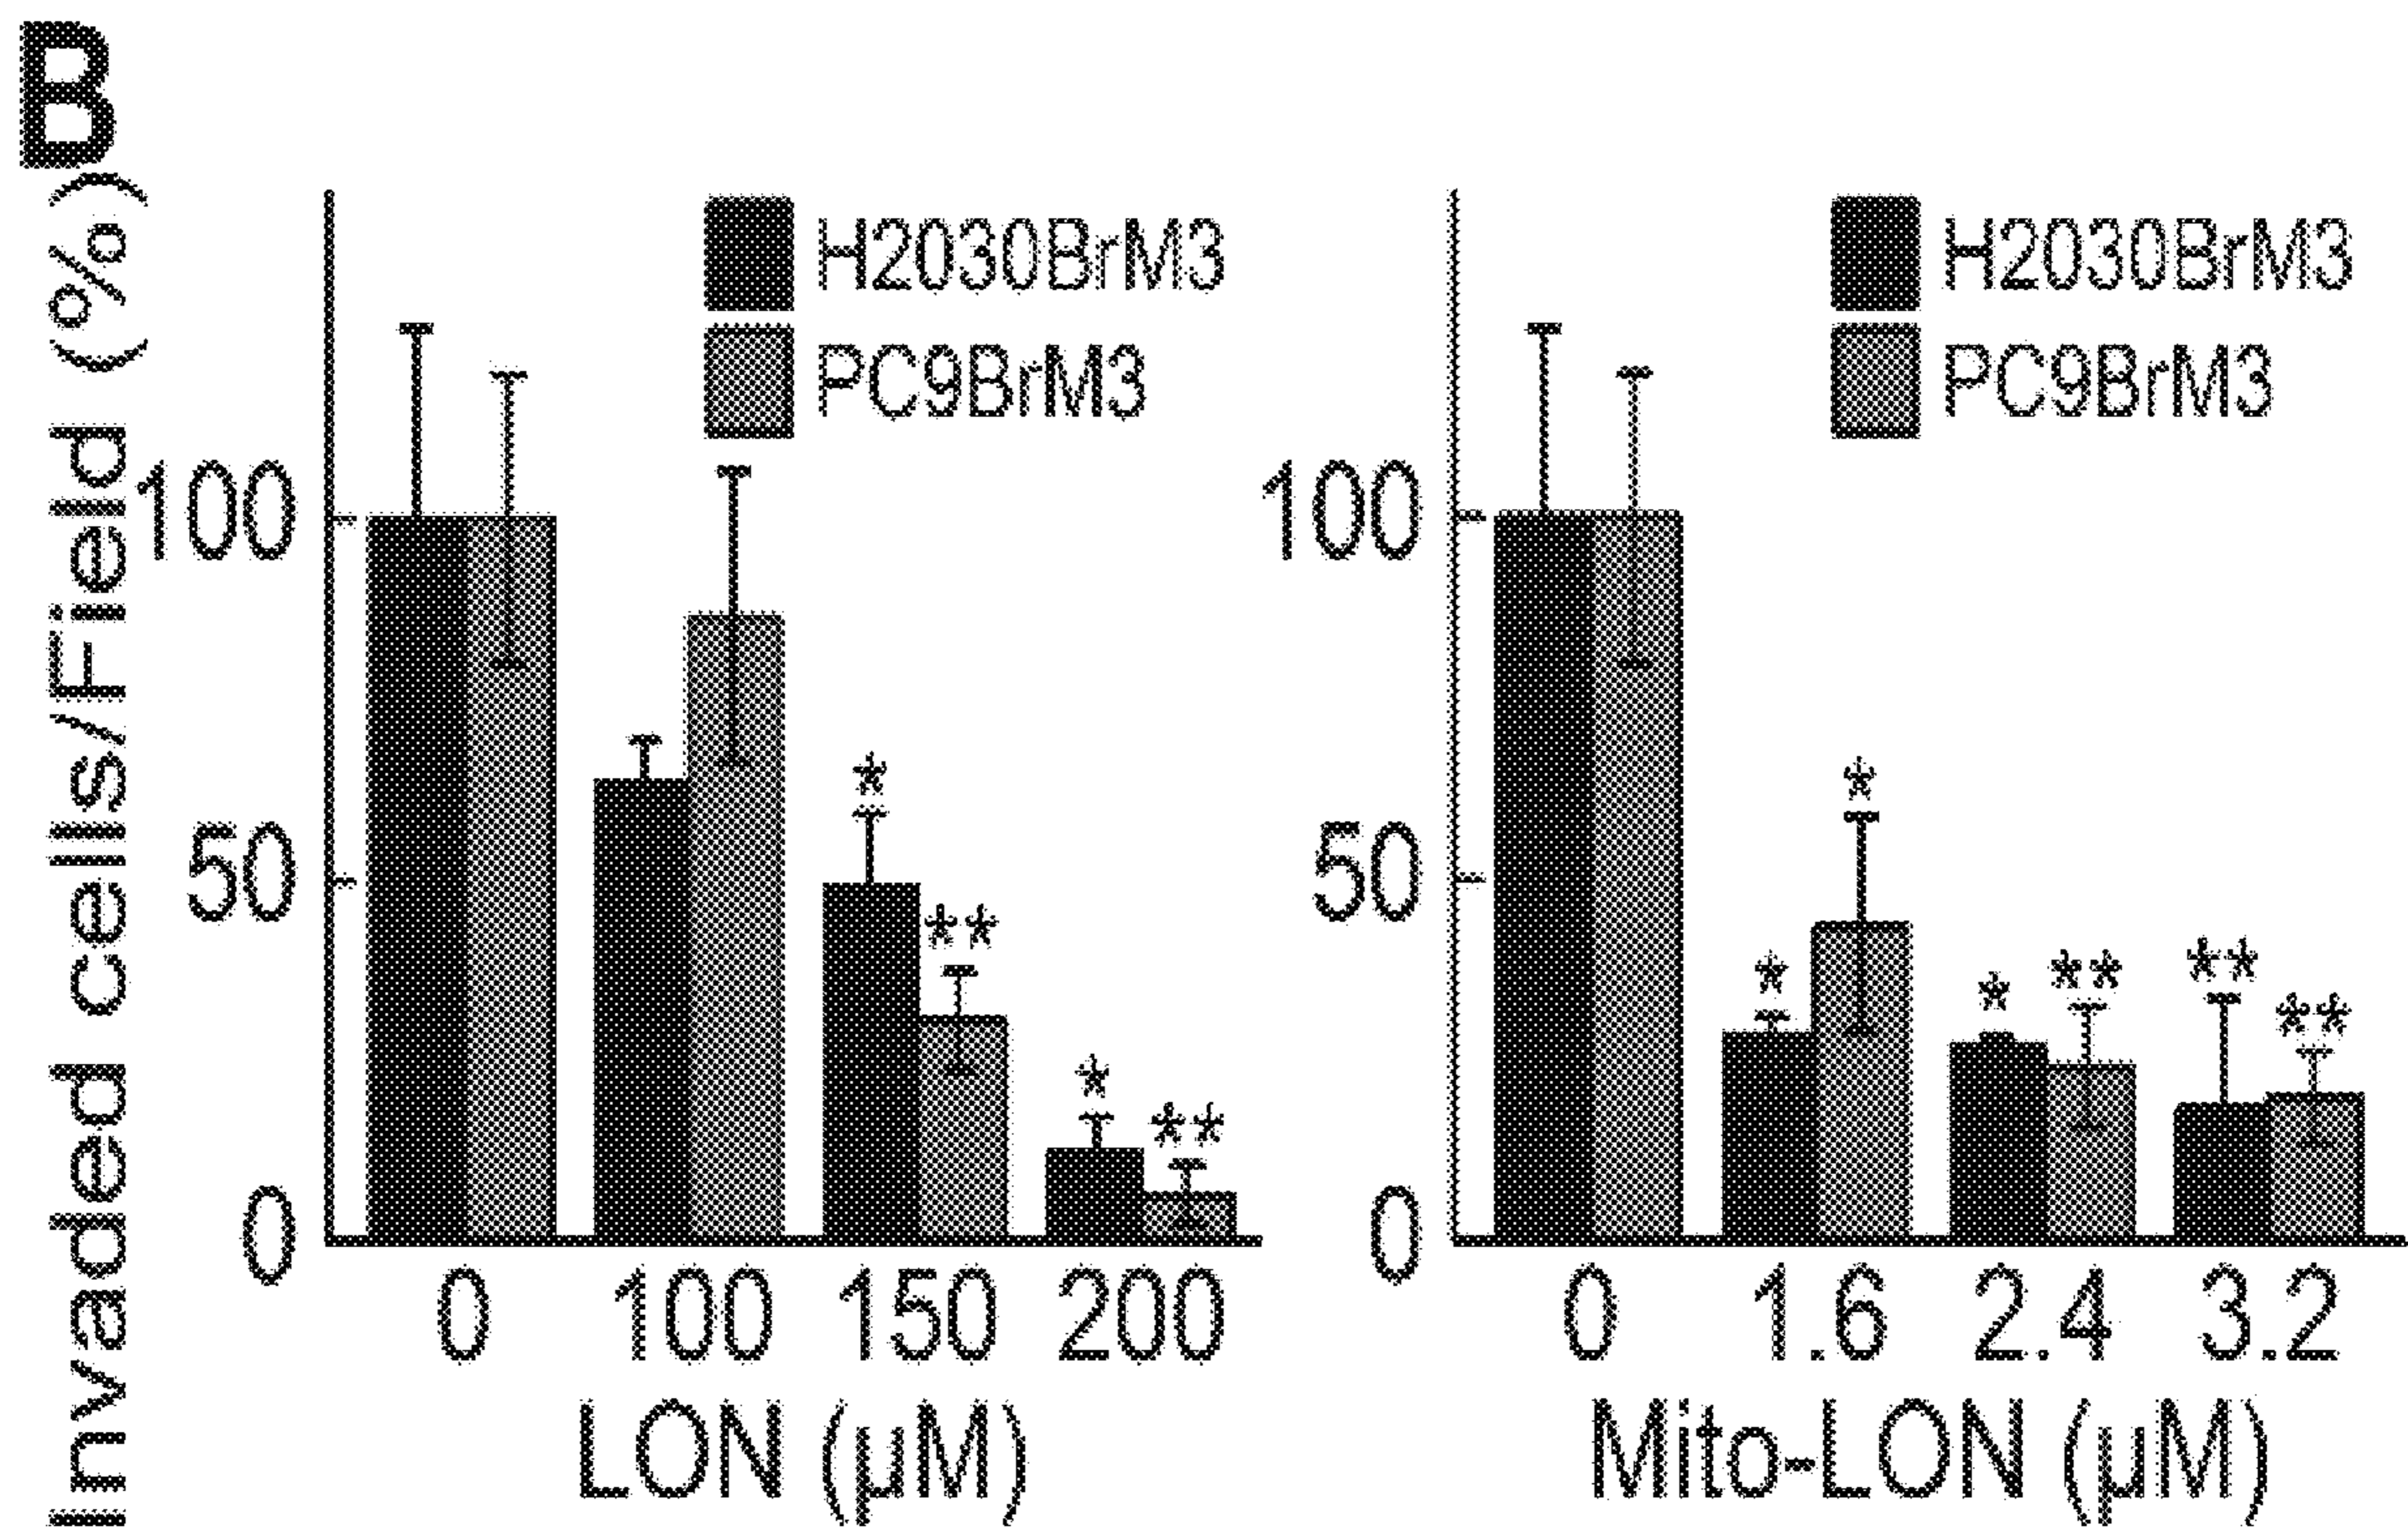 B
Invaded cells/Field (%)
H2030BrM3
PC9BrM3
100
50
0
*
**
*
**
0 100 150 200
LON (µM)
H2030BrM3
PC9BrM3
100
50
0
*
*
*
**
**
**
0 1.6 2.4 3.2
Mito-LON (µM)